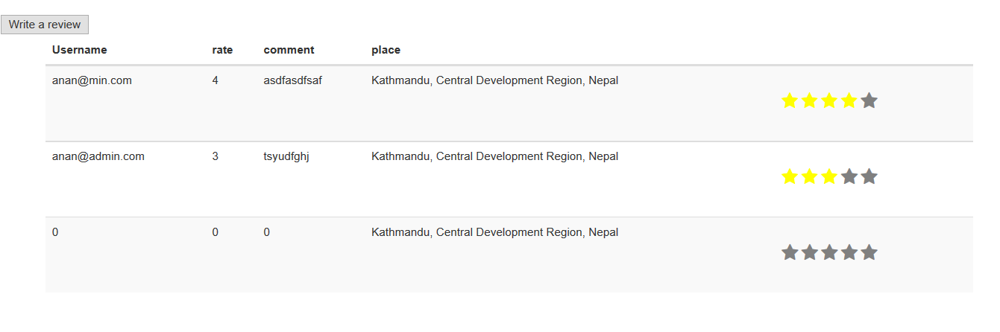 Write a review
Username rate comment place
anan@min.com 4 asdfasdfsaf Kathmandu, Central Development Region, Nepal
anan@admin.com 3 tsyudfghj Kathmandu, Central Development Region, Nepal
0 0 0 Kathmandu, Central Development Region, Nepal